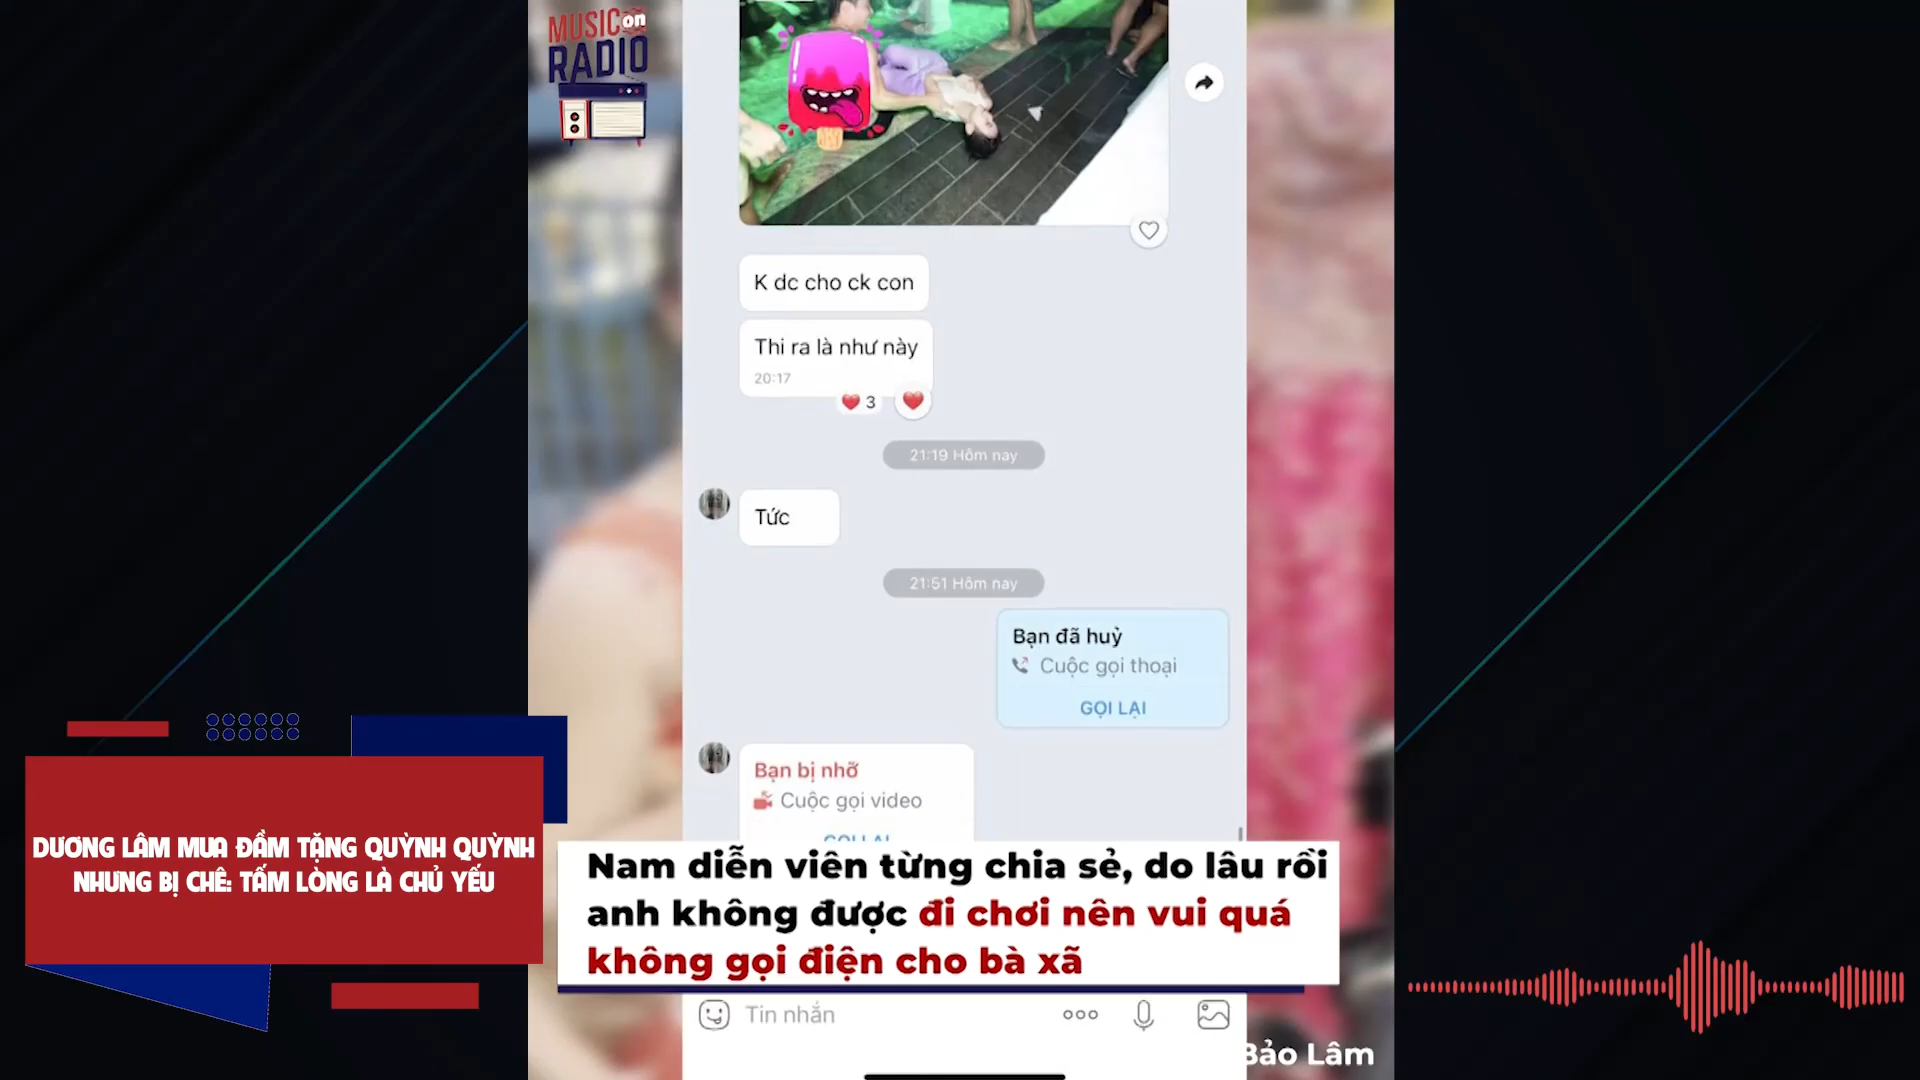 MUSIC on
RADIO
K dc cho ck con
Thi ra là như này
20:17
3
21:19 Hôm nay
Tức
21:51 Hôm nay
Bạn đã huỷ
Cuộc gọi thoại
GỌI LẠI
Bạn bị nhỡ
Cuộc gọi video
GỌI LẠI
DƯƠNG LÂM MUA ĐẦM TẶNG QUỲNH QUỲNH
NHƯNG BỊ CHÊ: TẤM LÒNG LÀ CHỦ YẾU
Nam diễn viên từng chia sẻ, do lâu rồi
anh không được đi chơi nên vui quá
không gọi điện cho bà xã
Tin nhắn
Bảo Lâm